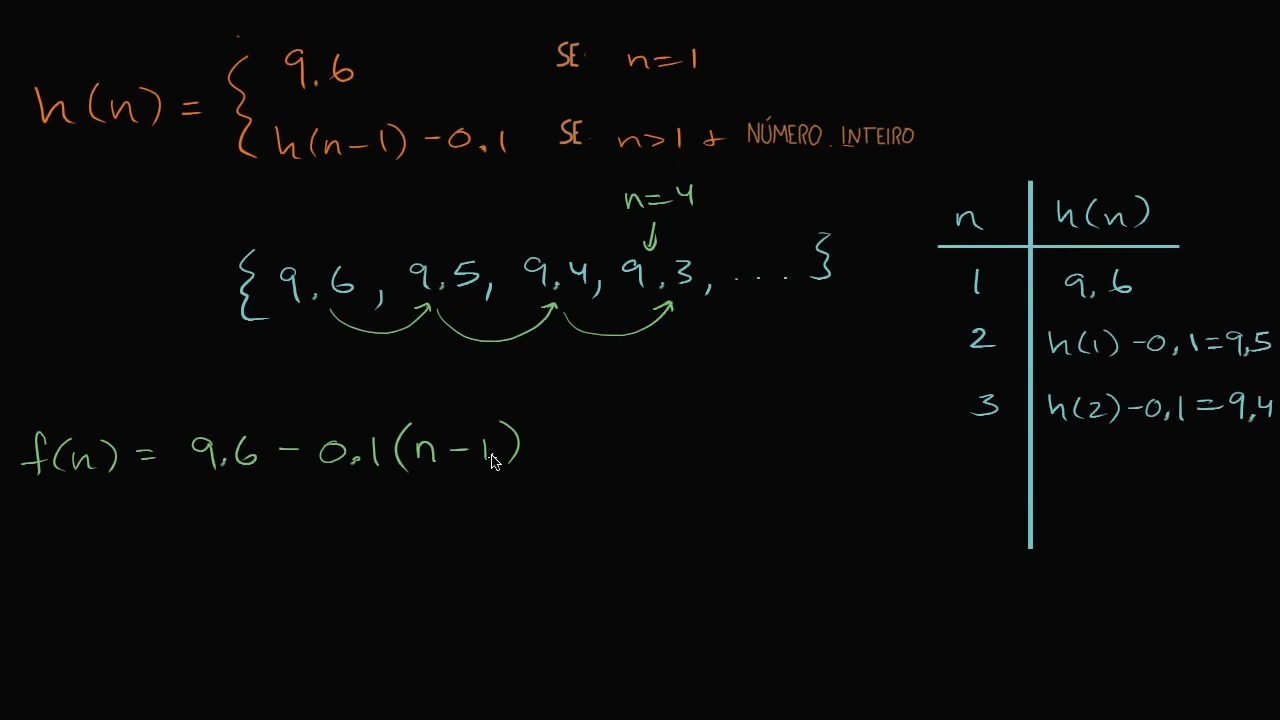 h(n) = { 9.6 SE n=1
h(n-1) -0.1 SE n>1 + NÚMERO INTEIRO
n=4
{ 9.6, 9.5, 9.4, 9.3, ... }
n h(n)
1 9.6
2 h(1) -0,1=9,5
3 h(2) -0,1=9,4
f(n) = 9.6 - 0.1(n-1)